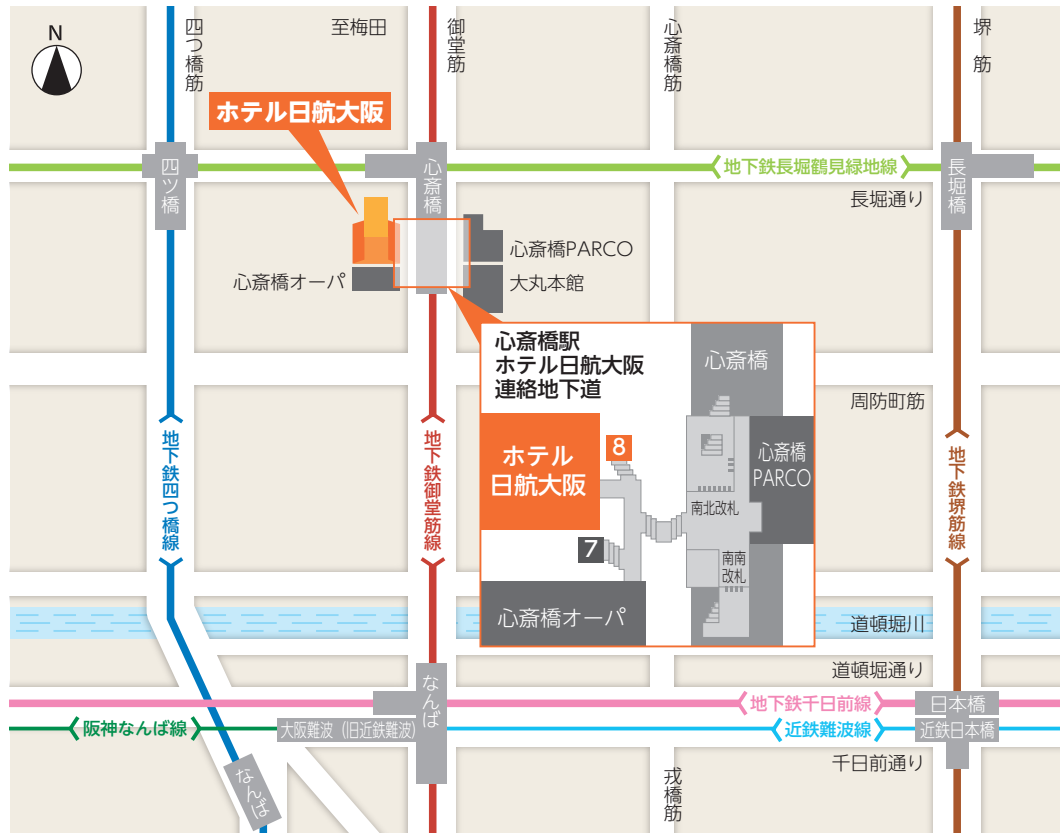 N
四つ橋筋
至梅田
御堂筋
心斎橋筋
堺筋
ホテル日航大阪
四ツ橋
心斎橋
地下鉄長堀鶴見緑地線
長堀橋
長堀通り
心斎橋PARCO
心斎橋オーパ
大丸本館
心斎橋駅
ホテル日航大阪
連絡地下道
心斎橋
周防町筋
ホテル
日航大阪
8
心斎橋
PARCO
南北改札
7
南南
改札
心斎橋オーパ
地下鉄四つ橋線
地下鉄御堂筋線
地下鉄堺筋線
道頓堀川
道頓堀通り
なんば
地下鉄千日前線
日本橋
阪神なんば線
大阪難波（旧近鉄難波）
近鉄難波線
近鉄日本橋
千日前通り
なんば
戎橋筋